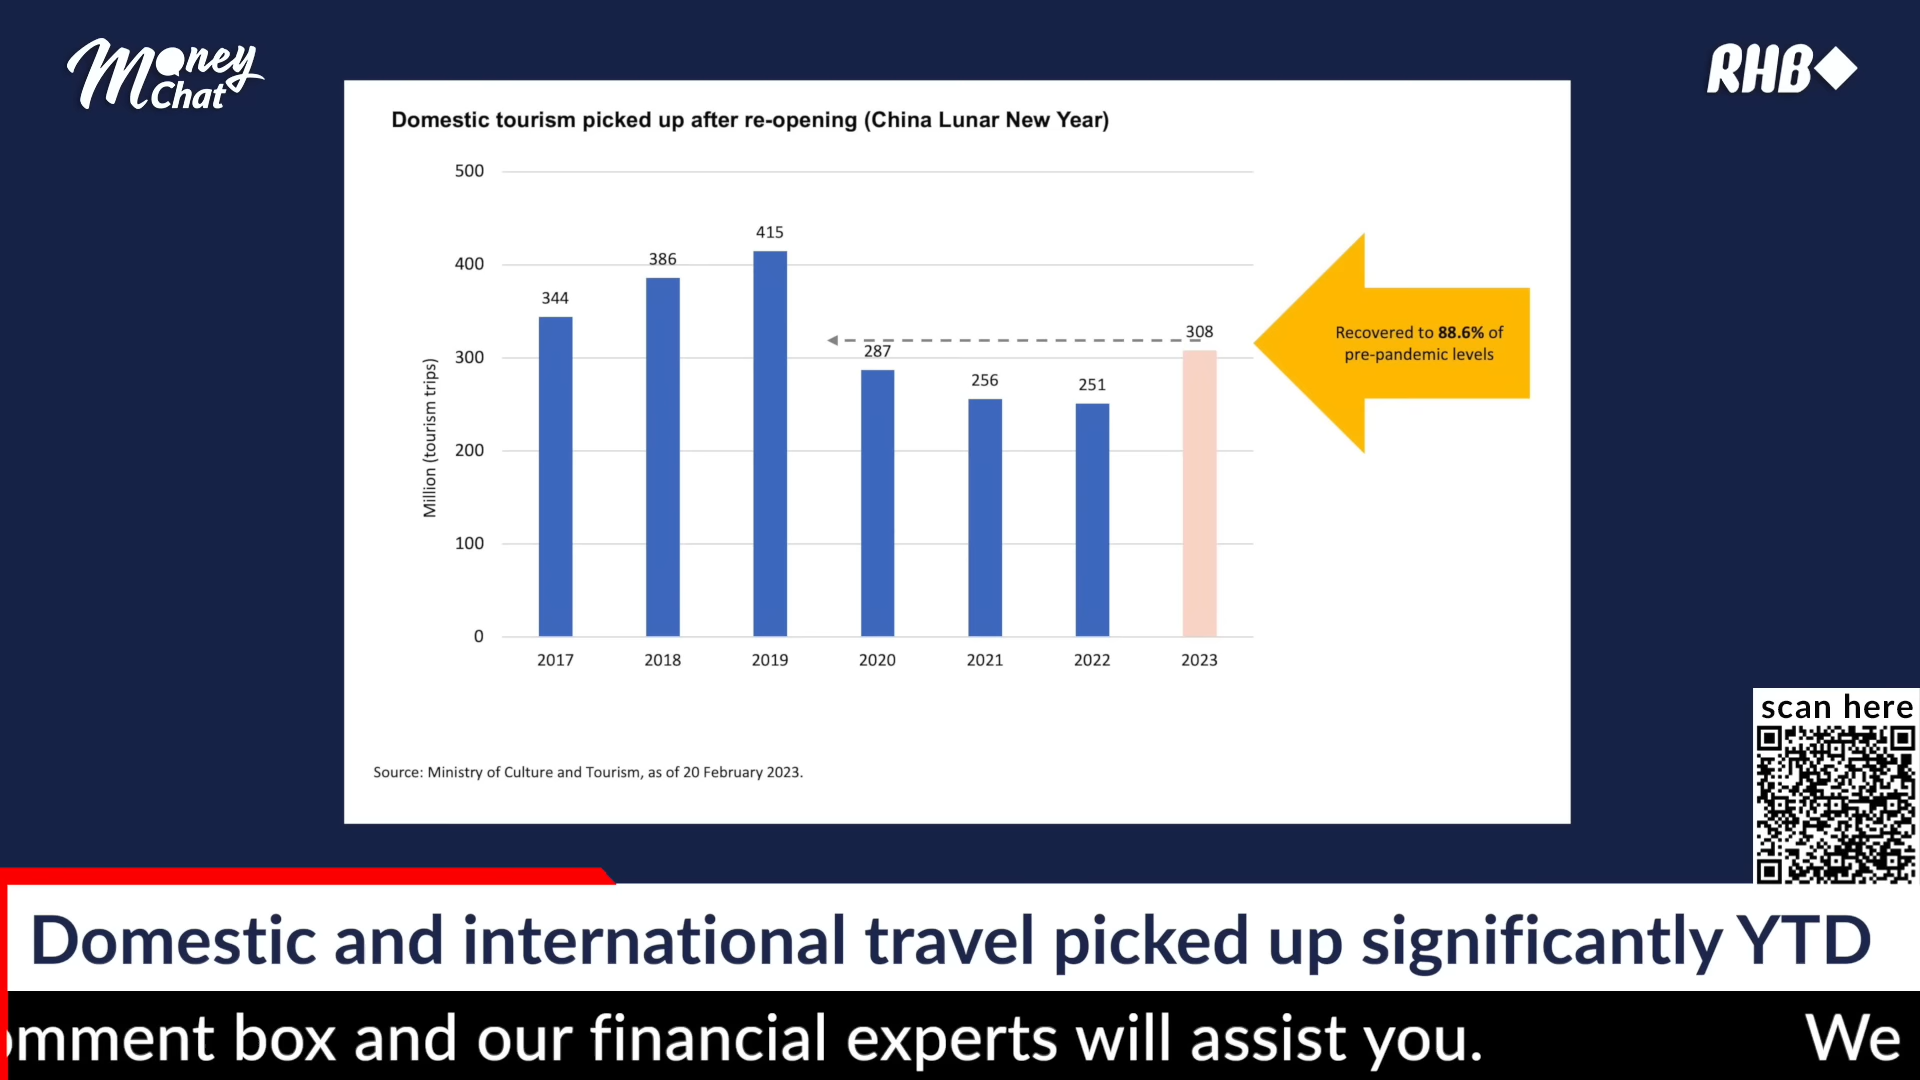 Money
Chat
RHB
Domestic tourism picked up after re-opening (China Lunar New Year)
Million (tourism trips)
500
400
300
200
100
0
344
386
415
287
256
251
308
2017
2018
2019
2020
2021
2022
2023
Recovered to 88.6% of
pre-pandemic levels
Source: Ministry of Culture and Tourism, as of 20 February 2023.
scan here
Domestic and international travel picked up significantly YTD
omment box and our financial experts will assist you. We